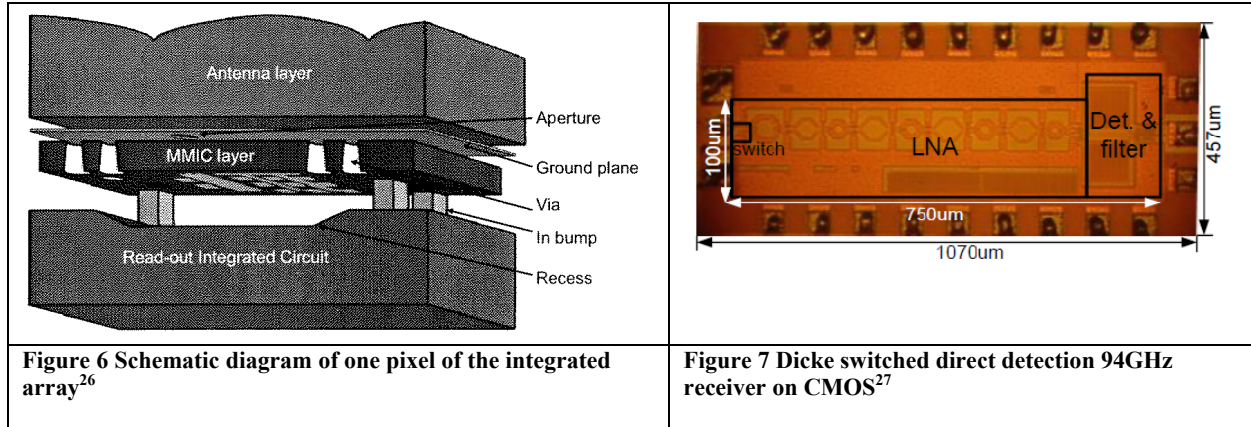 Antenna layer
Aperture
MMIC layer
Ground plane
Via
In bump
Read-out Integrated Circuit
Recess
100um
switch
LNA
Det. &
filter
457um
750um
1070um
Figure 6 Schematic diagram of one pixel of the integrated
array26
Figure 7 Dicke switched direct detection 94GHz
receiver on CMOS27